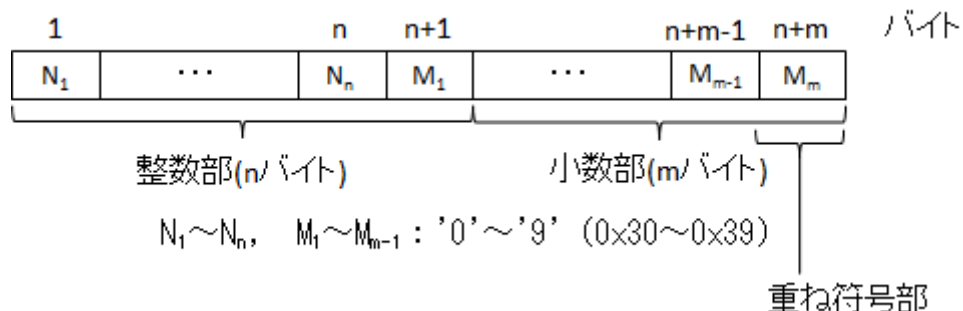 1 n n+1 n+m-1 n+m バイト
N₁ … Nₙ M₁ … Mₘ₋₁ Mₘ
整数部(nバイト) 小数部(mバイト)
N₁～Nₙ, M₁～Mₘ₋₁:’0’～’9’ (0x30～0x39)
重ね符号部